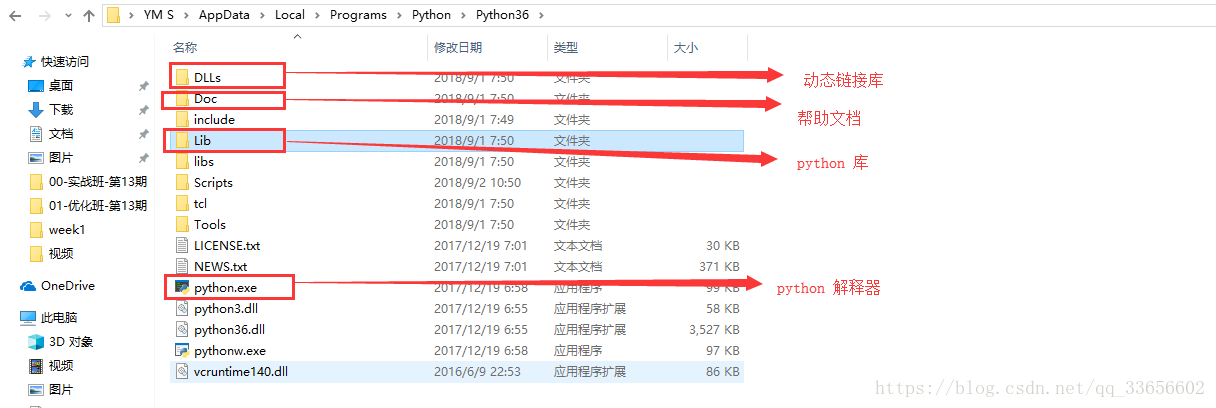 YM S › AppData › Local › Programs › Python › Python36 ›
名称 修改日期 类型 大小
快速访问
桌面
下载
文档
图片
00-实战班-第13期
01-优化班-第13期
week1
视频
OneDrive
此电脑
3D 对象
视频
图片
DLLs 2018/9/1 7:50 文件夹 动态链接库
Doc 2018/9/1 7:50 文件夹 帮助文档
include 2018/9/1 7:49 文件夹
Lib 2018/9/1 7:50 文件夹 python 库
libs 2018/9/1 7:50 文件夹
Scripts 2018/9/2 10:50 文件夹
tcl 2018/9/1 7:50 文件夹
Tools 2018/9/1 7:50 文件夹
LICENSE.txt 2017/12/19 7:01 文本文档 30 KB
NEWS.txt 2017/12/19 7:01 文本文档 371 KB
python.exe 2017/12/19 6:58 应用程序 99 KB python 解释器
python3.dll 2017/12/19 6:55 应用程序扩展 58 KB
python36.dll 2017/12/19 6:55 应用程序扩展 3,527 KB
pythonw.exe 2017/12/19 6:58 应用程序 97 KB
vcruntime140.dll 2016/6/9 22:53 应用程序扩展 86 KB
https://blog.csdn.net/qq_33656602